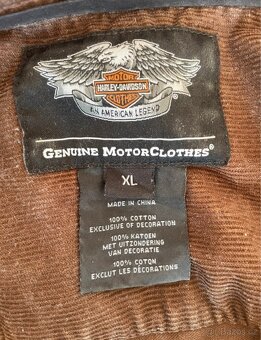 MOTOR
HARLEY-DAVIDSON
CLOTHES
AN AMERICAN LEGEND
GENUINE MOTORCLOTHES®
XL
MADE IN CHINA
100% COTTON
EXCLUSIVE OF DECORATION
100% KATOEN
MET UITZONDERING
VAN DECORATIE
100% COTON
EXCLUT LES DÉCORATIONS